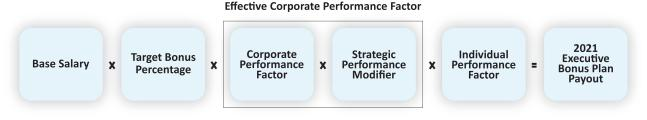 Effective Corporate Performance Factor
Base Salary
x
Target Bonus
Percentage
x
Corporate
Performance
Factor
x
Strategic
Performance
Modifier
x
Individual
Performance
Factor
=
2021
Executive
Bonus Plan
Payout